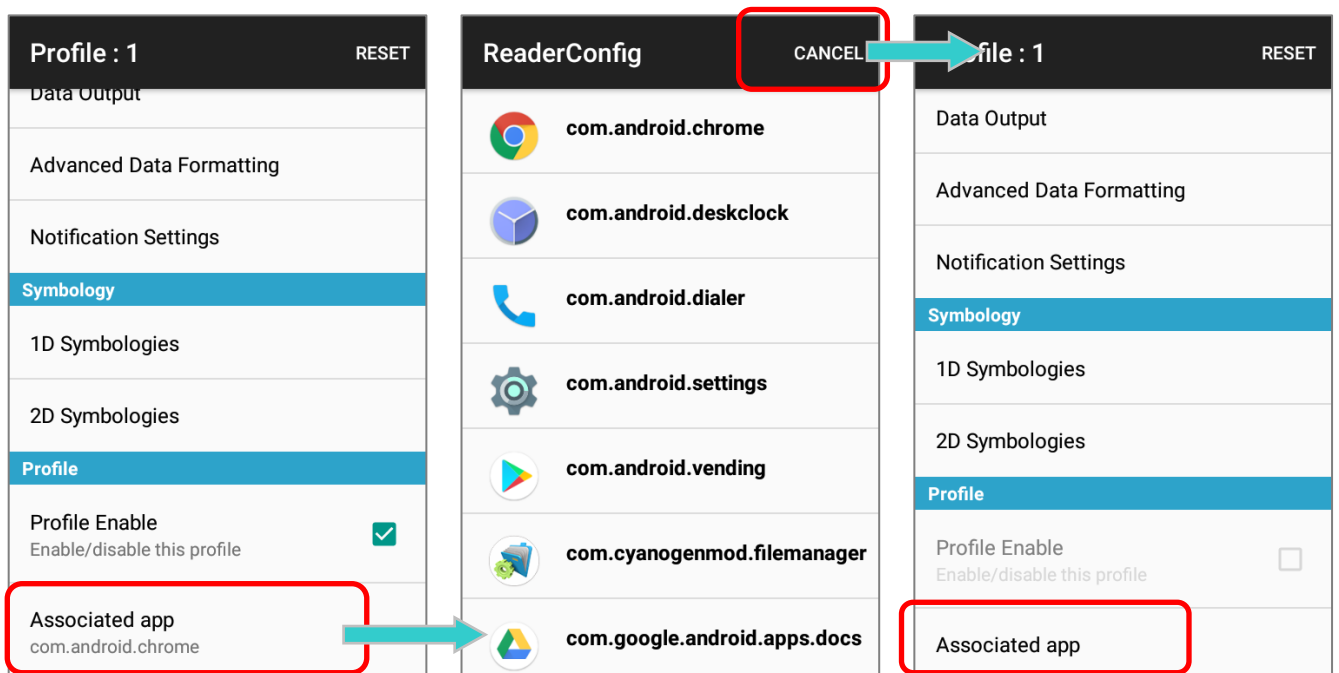 Profile : 1
RESET
Data Output
Advanced Data Formatting
Notification Settings
Symbology
1D Symbologies
2D Symbologies
Profile
Profile Enable
Enable/disable this profile
Associated app
com.android.chrome
ReaderConfig
CANCEL
com.android.chrome
com.android.deskclock
com.android.dialer
com.android.settings
com.android.vending
com.cyanogenmod.filemanager
com.google.android.apps.docs
ofile : 1
RESET
Data Output
Advanced Data Formatting
Notification Settings
Symbology
1D Symbologies
2D Symbologies
Profile
Profile Enable
Enable/disable this profile
Associated app